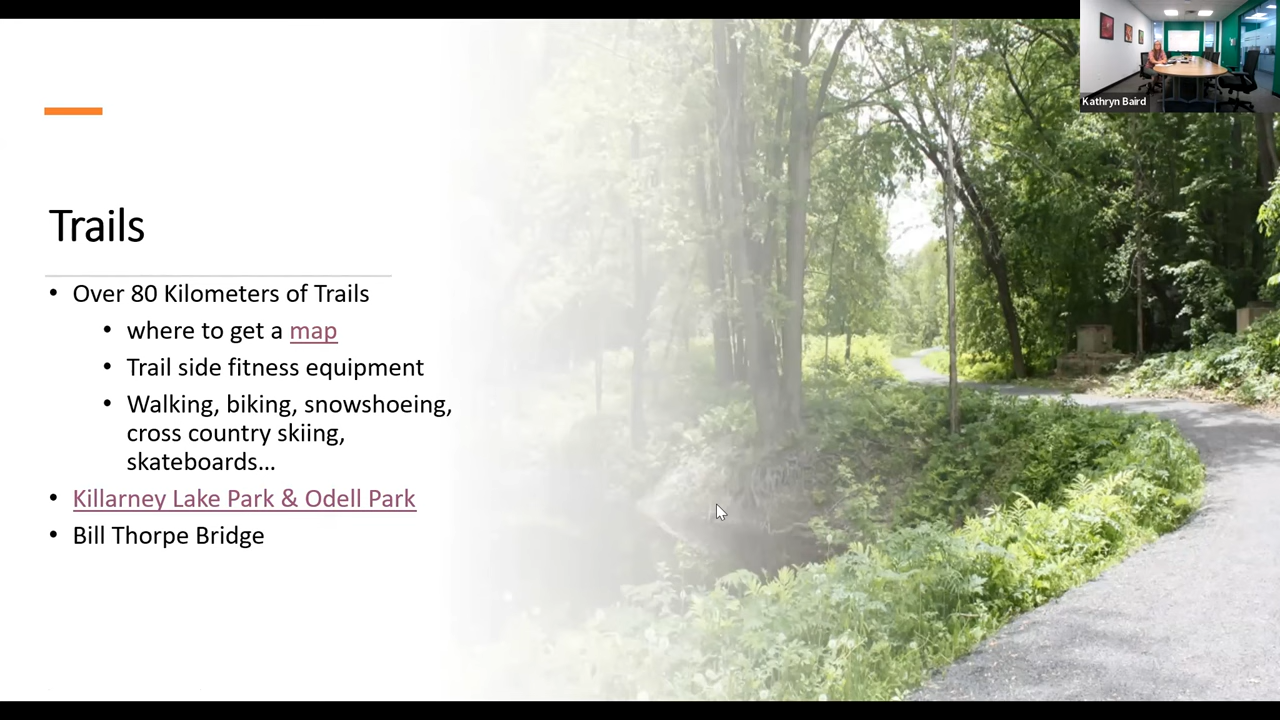 Kathryn Baird
Trails
• Over 80 Kilometers of Trails
• where to get a map
• Trail side fitness equipment
• Walking, biking, snowshoeing,
cross country skiing,
skateboards...
• Killarney Lake Park & Odell Park
• Bill Thorpe Bridge